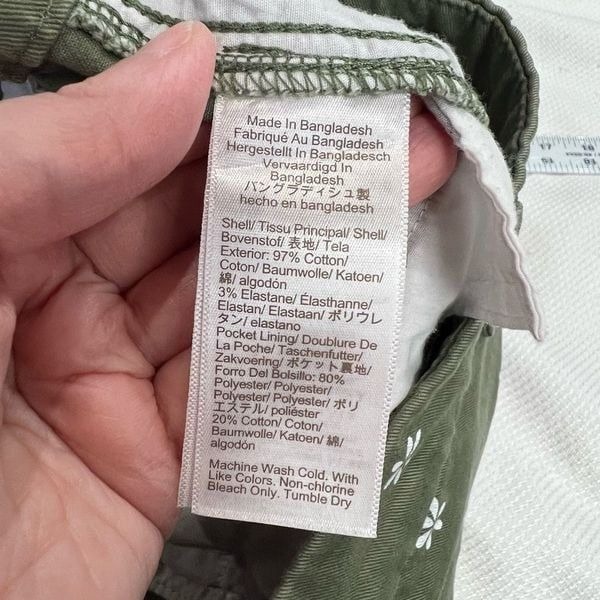 Made In Bangladesh
Fabriqué Au Bangladesh
Hergestellt In Bangladesch
Vervaardigd In
Bangladesh
バングラディシュ製
hecho en bangladesh
Shell/ Tissu Principal/ Shell/
Bovenstof/ 表地/ Tela
Exterior: 97% Cotton/
Coton/ Baumwolle/ Katoen/
綿/ algodón
3% Elastane/ Élasthanne/
Elastan/ Elastaan/ ポリウレ
タン/ elastano
Pocket Lining/ Doublure De
La Poche/ Taschenfutter/
Zakvoering/ ポケット裏地/
Forro Del Bolsillo: 80%
Polyester/ Polyester/
Polyester/ Polyester/ ポリ
エステル/ poliéster
20% Cotton/ Coton/
Baumwolle/ Katoen/ 綿/
algodón
Machine Wash Cold. With
Like Colors. Non-chlorine
Bleach Only. Tumble Dry